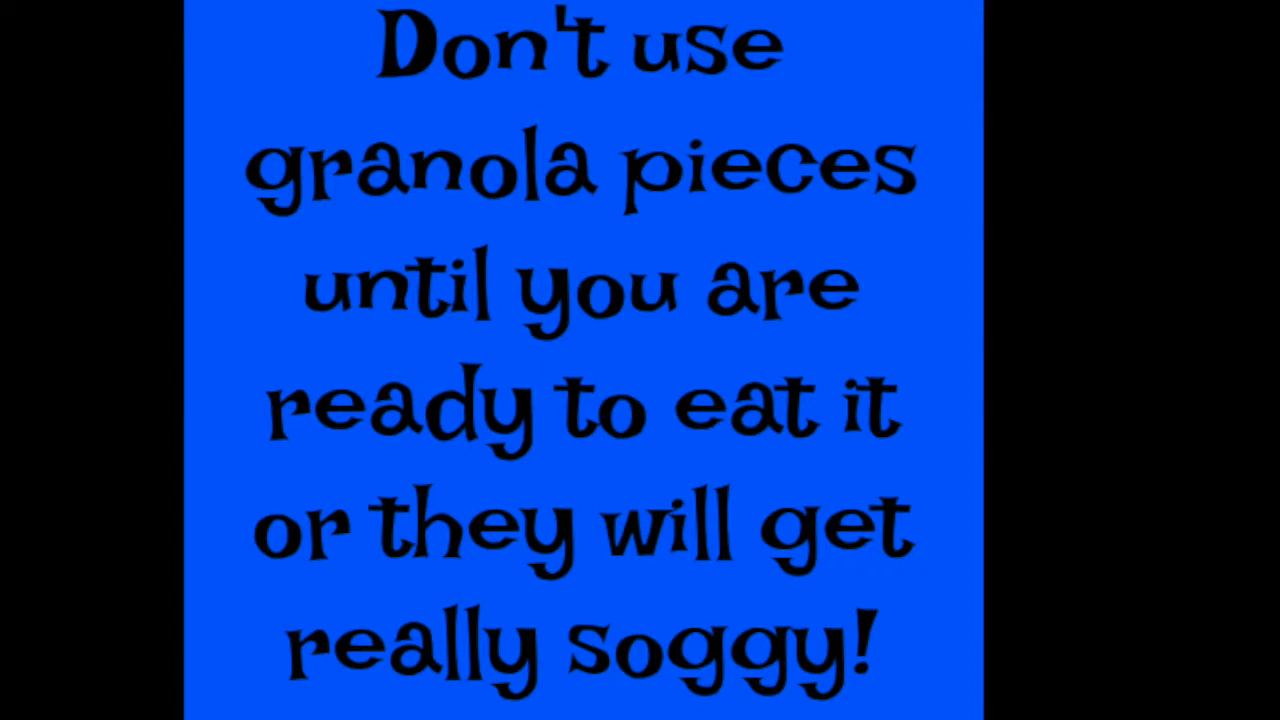 Don't use
granola pieces
until you are
ready to eat it
or they will get
really soggy!